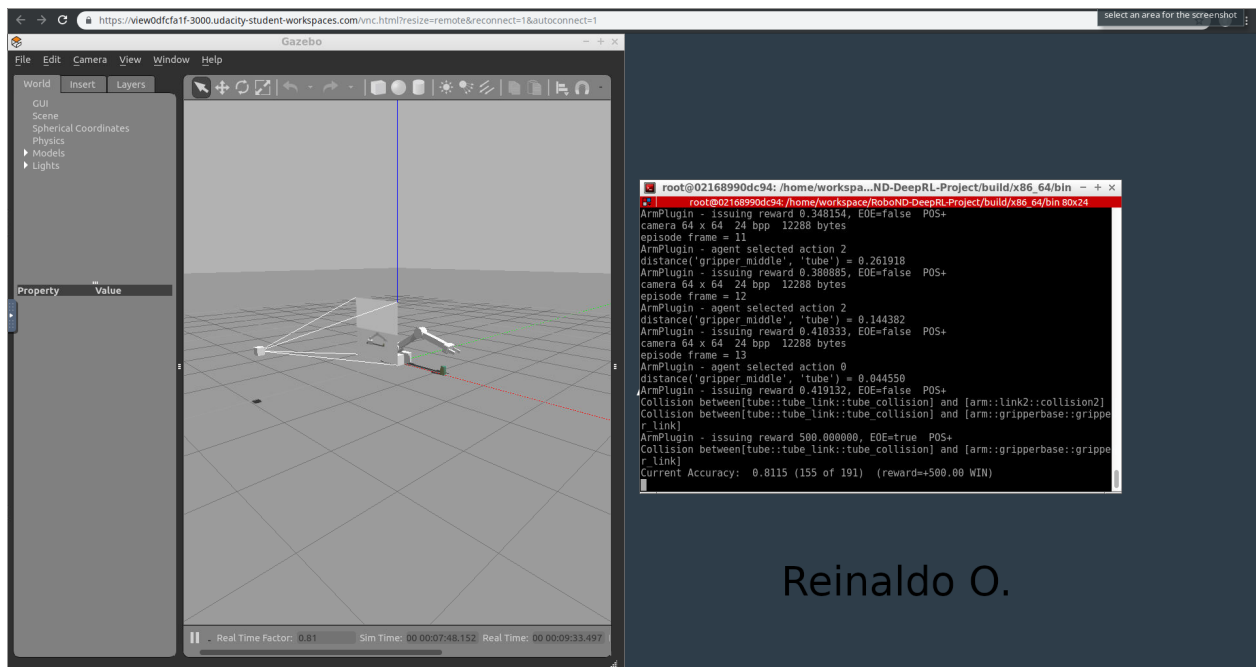 https://view0dfcfa1f-3000.udacity-student-workspaces.com/vnc.html?resize=remote&reconnect=1&autoconnect=1
select an area for the screenshot
Gazebo
File Edit Camera View Window Help
World Insert Layers
GUI
Scene
Spherical Coordinates
Physics
Models
Lights
Property Value
Real Time Factor: 0.81 Sim Time: 00 00:07:48.152 Real Time: 00 00:09:33.497
root@02168990dc94: /home/workspa...ND-DeepRL-Project/build/x86_64/bin
root@02168990dc94: /home/workspace/RoboND-DeepRL-Project/build/x86_64/bin 80x24
ArmPlugin - issuing reward 0.348154, EOE=false POS+
camera 64 x 64 24 bpp 12288 bytes
episode frame = 11
ArmPlugin - agent selected action 2
distance('gripper_middle', 'tube') = 0.261918
ArmPlugin - issuing reward 0.380885, EOE=false POS+
camera 64 x 64 24 bpp 12288 bytes
episode frame = 12
ArmPlugin - agent selected action 2
distance('gripper_middle', 'tube') = 0.144382
ArmPlugin - issuing reward 0.410333, EOE=false POS+
camera 64 x 64 24 bpp 12288 bytes
episode frame = 13
ArmPlugin - agent selected action 0
distance('gripper_middle', 'tube') = 0.044550
ArmPlugin - issuing reward 0.419132, EOE=false POS+
Collision between[tube::tube_link::tube_collision] and [arm::link2::collision2]
Collision between[tube::tube_link::tube_collision] and [arm::gripperbase::grippe
r_link]
ArmPlugin - issuing reward 500.000000, EOE=true POS+
Collision between[tube::tube_link::tube_collision] and [arm::gripperbase::grippe
r_link]
Current Accuracy: 0.8115 (155 of 191) (reward=+500.00 WIN)
Reinaldo O.